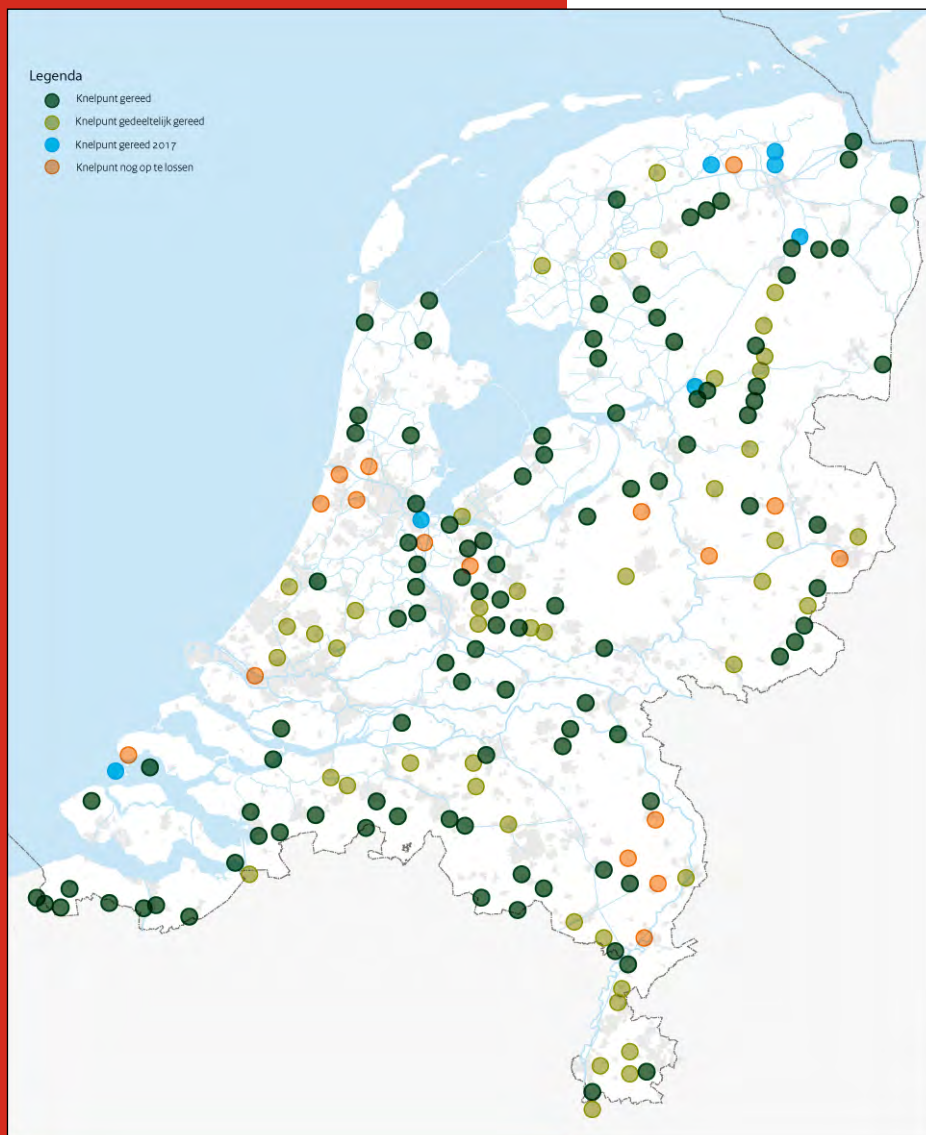 Legenda
Knelpunt gereed
Knelpunt gedeeltelijk gereed
Knelpunt gereed 2017
Knelpunt nog op te lossen